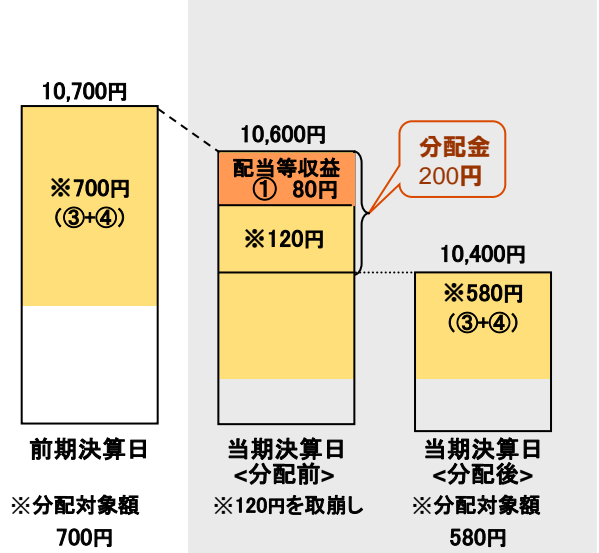 10,700円
※700円
(③+④)
前期決算日
※分配対象額
700円
10,600円
配当等収益
① 80円
※120円
当期決算日
<分配前>
※120円を取崩し
分配金
200円
10,400円
※580円
(③+④)
当期決算日
<分配後>
※分配対象額
580円